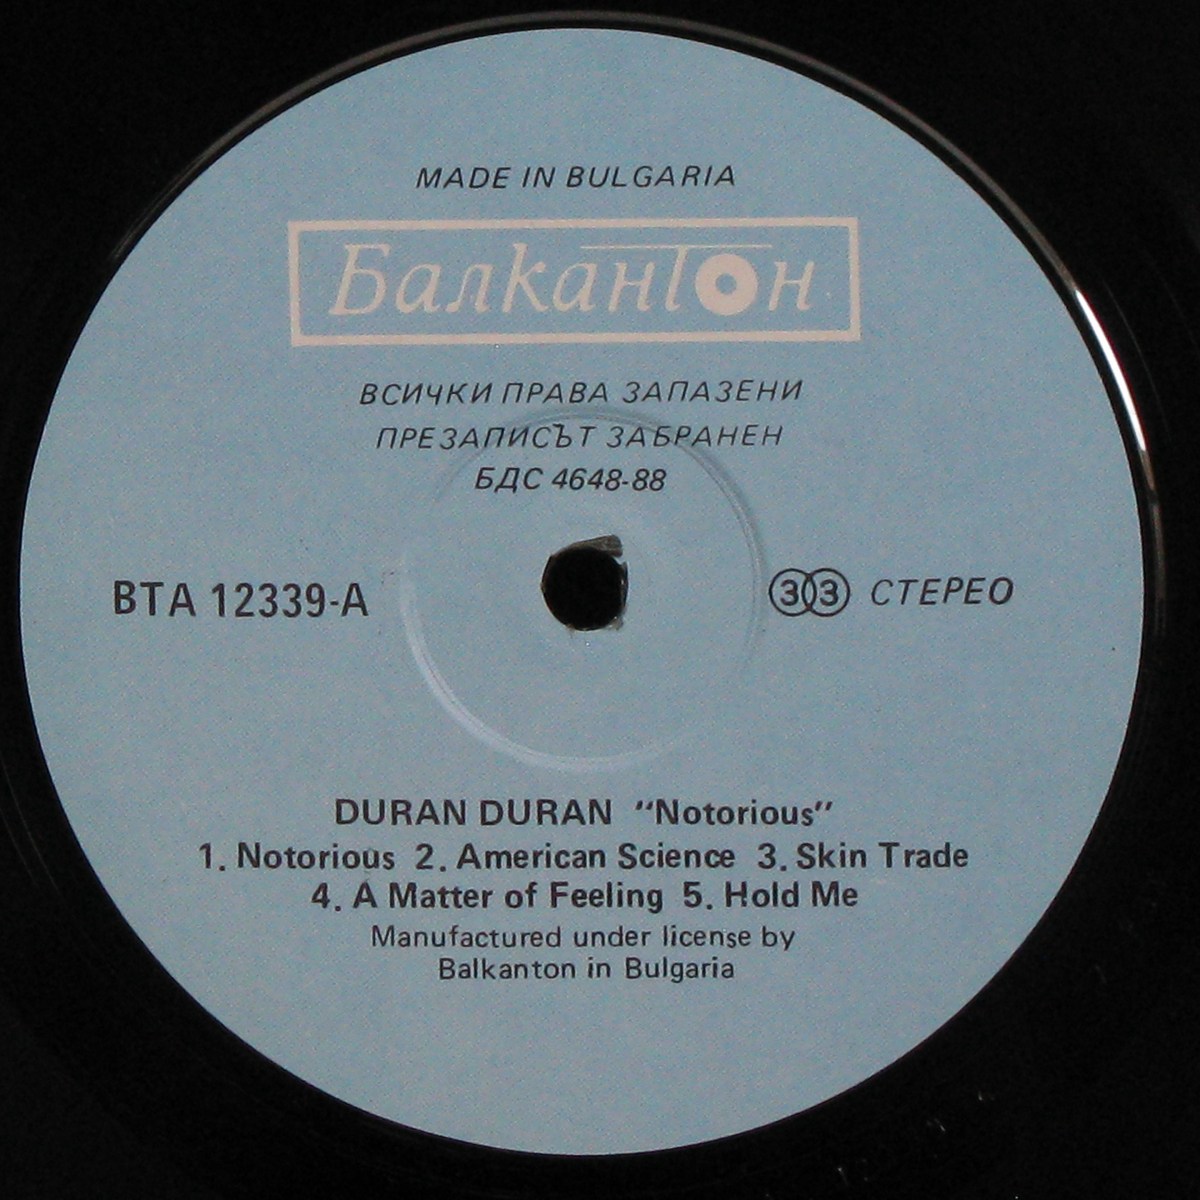 MADE IN BULGARIA
БалканТон
ВСИЧКИ ПРАВА ЗАПАЗЕНИ
ПРЕЗАПИСЪТ ЗАБРАНЕН
БДС 4648-88
ВТА 12339-А
33 СТЕРЕО
DURAN DURAN "Notorious"
1. Notorious 2. American Science 3. Skin Trade
4. A Matter of Feeling 5. Hold Me
Manufactured under license by
Balkanton in Bulgaria